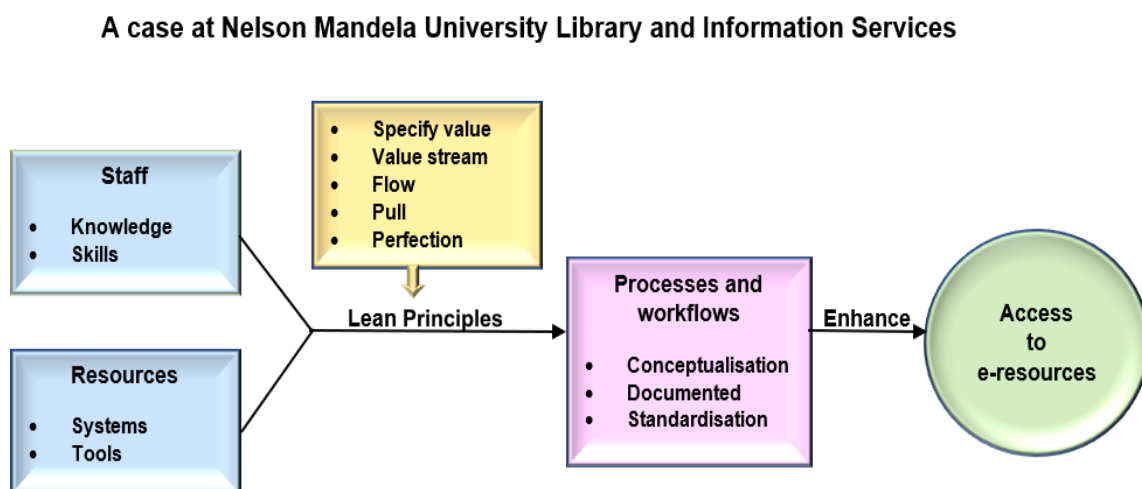 A case at Nelson Mandela University Library and Information Services
Staff
• Knowledge
• Skills
Resources
• Systems
• Tools
• Specify value
• Value stream
• Flow
• Pull
• Perfection
Lean Principles
Processes and
workflows
• Conceptualisation
• Documented
• Standardisation
Enhance
Access
to
e-resources